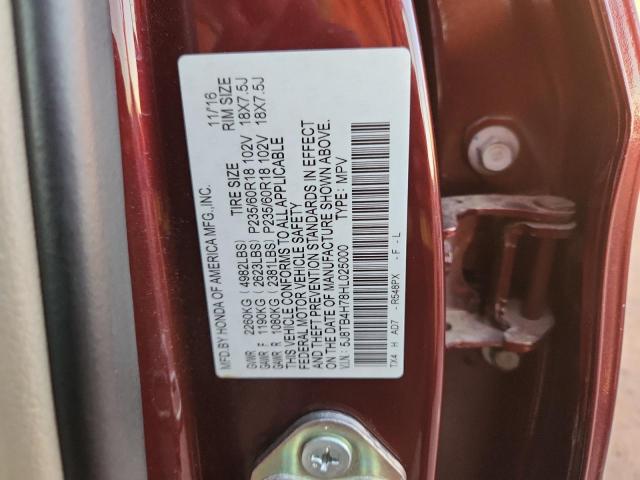 MFD.BY HONDA OF AMERICA MFG.,INC. 11/16
TIRE SIZE RIM SIZE
GVWR 2260KG (4982LBS)
GAWR F 1190KG (2623LBS) P235/60R18 102V 18X7.5J
GAWR R 1080KG (2381LBS) P235/60R18 102V 18X7.5J
THIS VEHICLE CONFORMS TO ALL APPLICABLE
FEDERAL MOTOR VEHICLE SAFETY
AND THEFT PREVENTION STANDARDS IN EFFECT
ON THE DATE OF MANUFACTURE SHOWN ABOVE.
V.I.N: 5J8TB4H78HL025000 TYPE: MPV
TX4 H AD7 - R548PX - F - L